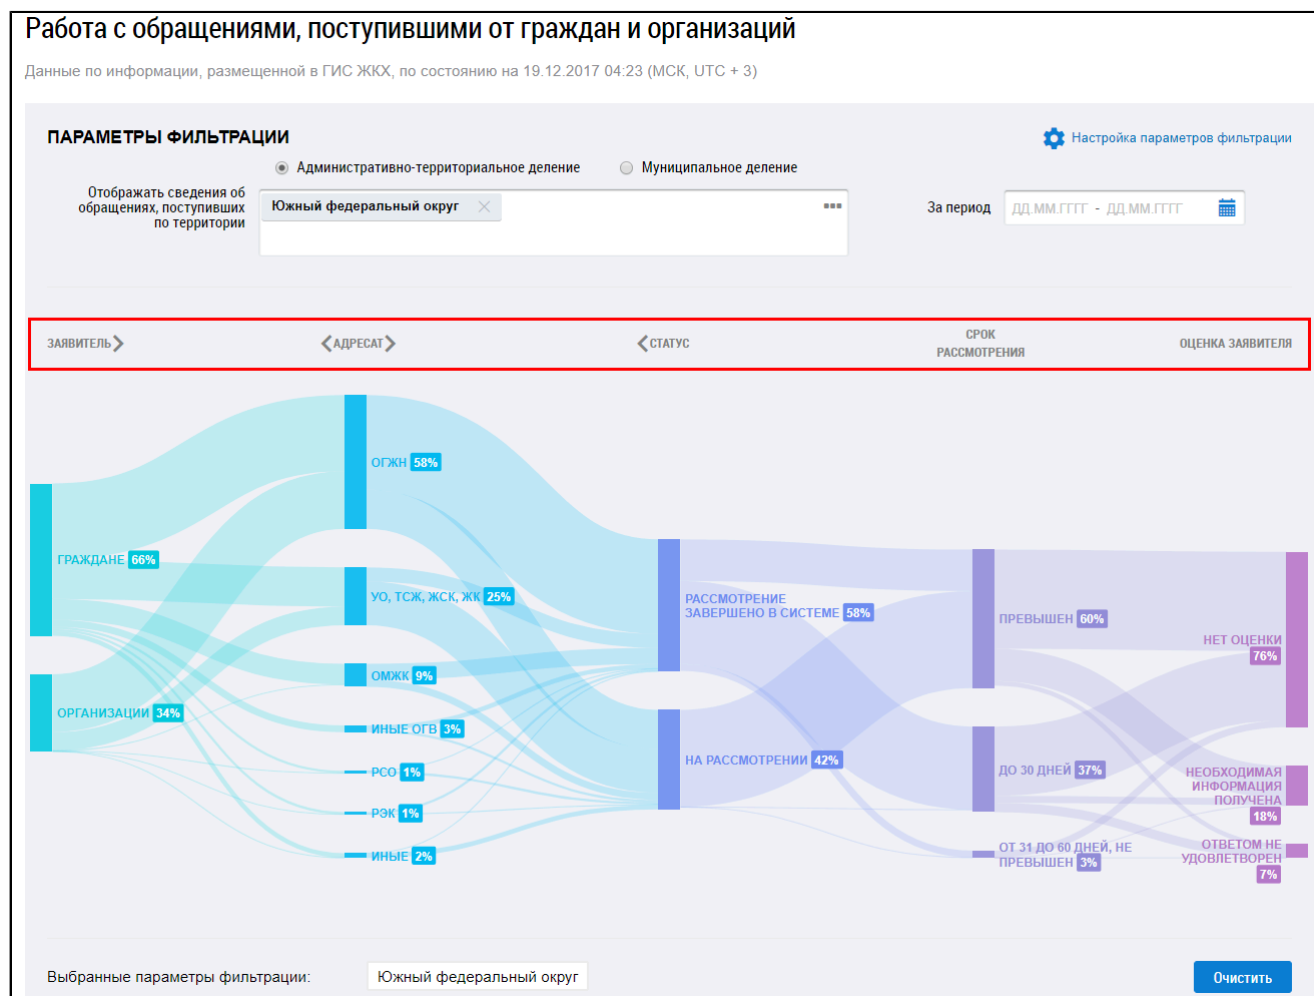 Работа с обращениями, поступившими от граждан и организаций
Данные по информации, размещенной в ГИС ЖКХ, по состоянию на 19.12.2017 04:23 (МСК, UTC + 3)
ПАРАМЕТРЫ ФИЛЬТРАЦИИ
Настройка параметров фильтрации
Административно-территориальное деление
Муниципальное деление
Отображать сведения об
обращениях, поступивших
по территории
Южный федеральный округ
За период
ДД.ММ.ГГГГ - ДД.ММ.ГГГГ
ЗАЯВИТЕЛЬ
АДРЕСАТ
СТАТУС
СРОК
РАССМОТРЕНИЯ
ОЦЕНКА ЗАЯВИТЕЛЯ
ГРАЖДАНЕ 66%
ОРГАНИЗАЦИИ 34%
ОГЖН 58%
УО, ТСЖ, ЖСК, ЖК 25%
ОМЖК 9%
ИНЫЕ ОГВ 3%
РСО 1%
РЭК 1%
ИНЫЕ 2%
РАССМОТРЕНИЕ
ЗАВЕРШЕНО В СИСТЕМЕ 58%
НА РАССМОТРЕНИИ 42%
ПРЕВЫШЕН 60%
ДО 30 ДНЕЙ 37%
ОТ 31 ДО 60 ДНЕЙ, НЕ
ПРЕВЫШЕН 3%
НЕТ ОЦЕНКИ
76%
НЕОБХОДИМАЯ
ИНФОРМАЦИЯ
ПОЛУЧЕНА
18%
ОТВЕТОМ НЕ
УДОВЛЕТВОРЕН
7%
Выбранные параметры фильтрации:
Южный федеральный округ
Очистить